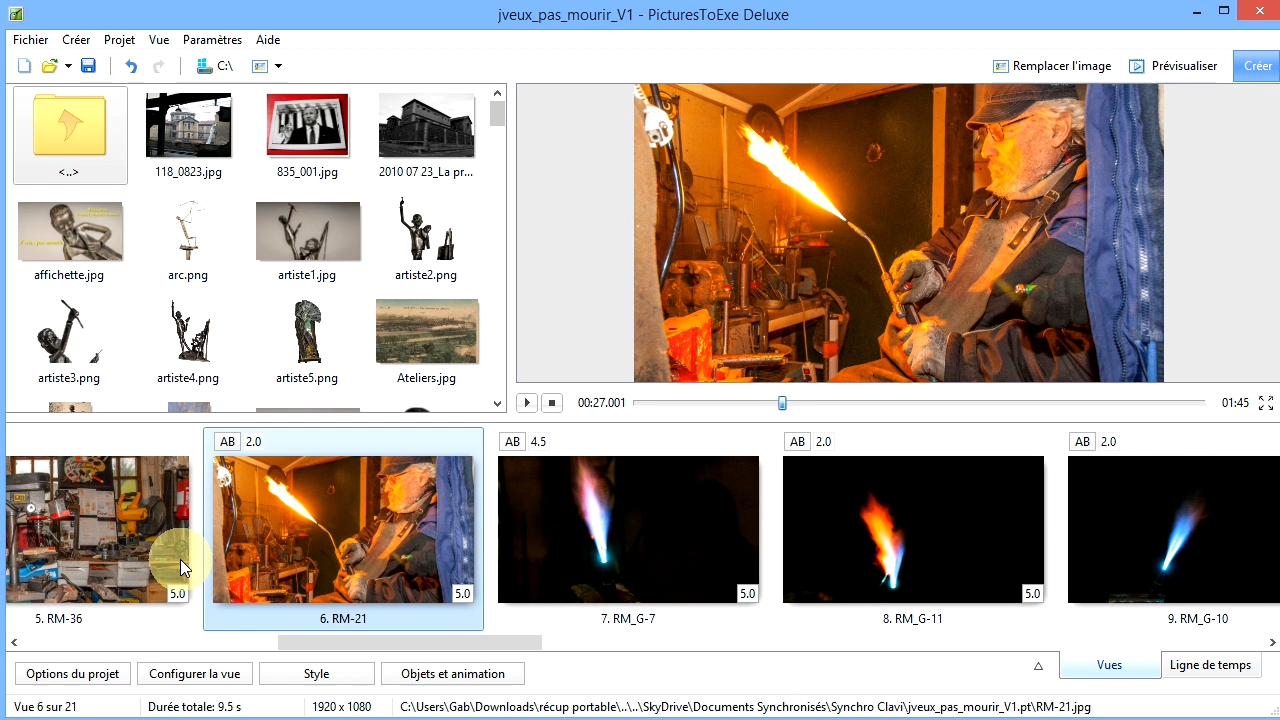 jveux_pas_mourir_V1 - PicturesToExe Deluxe
Fichier Créer Projet Vue Paramètres Aide
C:\ Remplacer l'image Prévisualiser Créer
<..> 118_0823.jpg 835_001.jpg 2010 07 23_La pr...
affichette.jpg arc.png artiste1.jpg artiste2.png
artiste3.png artiste4.png artiste5.png Ateliers.jpg
00:27.001 01:45
AB 2.0 AB 4.5 AB 2.0 AB 2.0
5.0 5.0 5.0 5.0
5. RM-36 6. RM-21 7. RM_G-7 8. RM_G-11 9. RM_G-10
Options du projet Configurer la vue Style Objets et animation Vues Ligne de temps
Vue 6 sur 21 Durée totale: 9.5 s 1920 x 1080 C:\Users\Gab\Downloads\récup portable\..\..\SkyDrive\Documents Synchronisés\Synchro Clavi\jveux_pas_mourir_V1.pt\RM-21.jpg